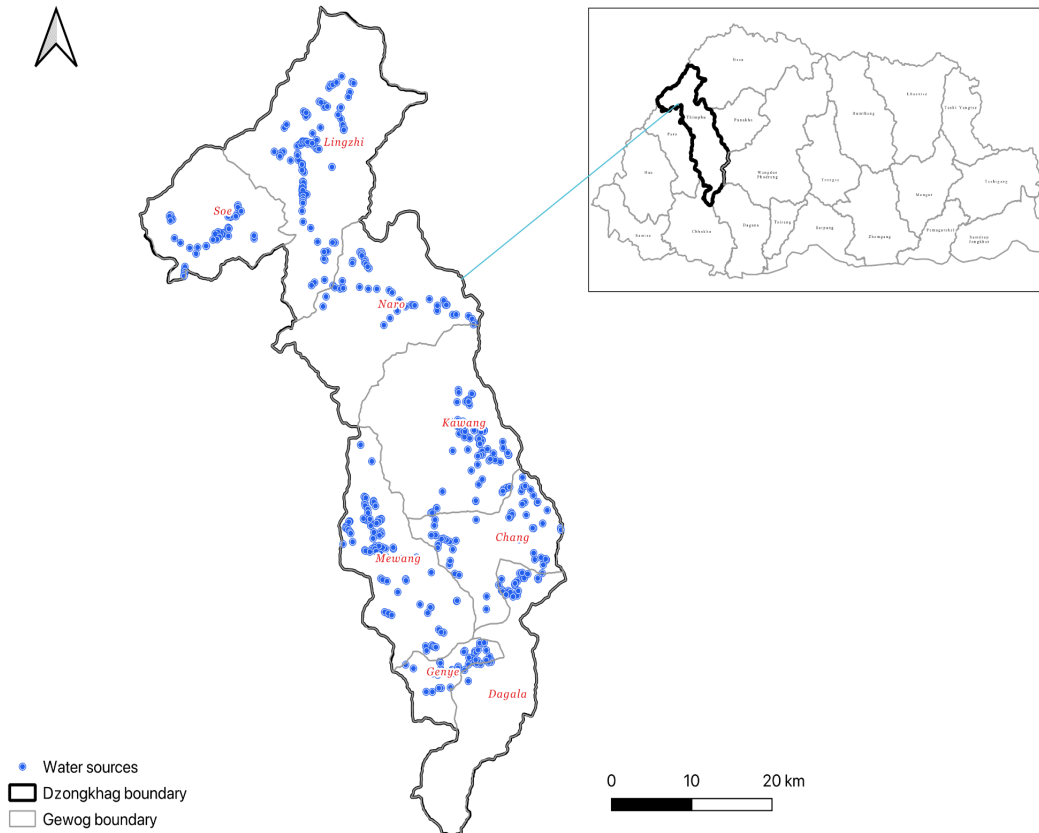 Gasa
Lhuentse
Tashi Yangtse
Thimphu
Punakha
Bumthang
Paro
Haa
Wangdue
Phodrang
Trongsa
Mongar
Trashigang
Samtse
Chhukha
Dagana
Tsirang
Sarpang
Zhemgang
Pemagatshel
Samdrup
Jongkhar
Lingzhi
Soe
Naro
Kawang
Chang
Mewang
Genye
Dagala
Water sources
Dzongkhag boundary
Gewog boundary
0 10 20 km